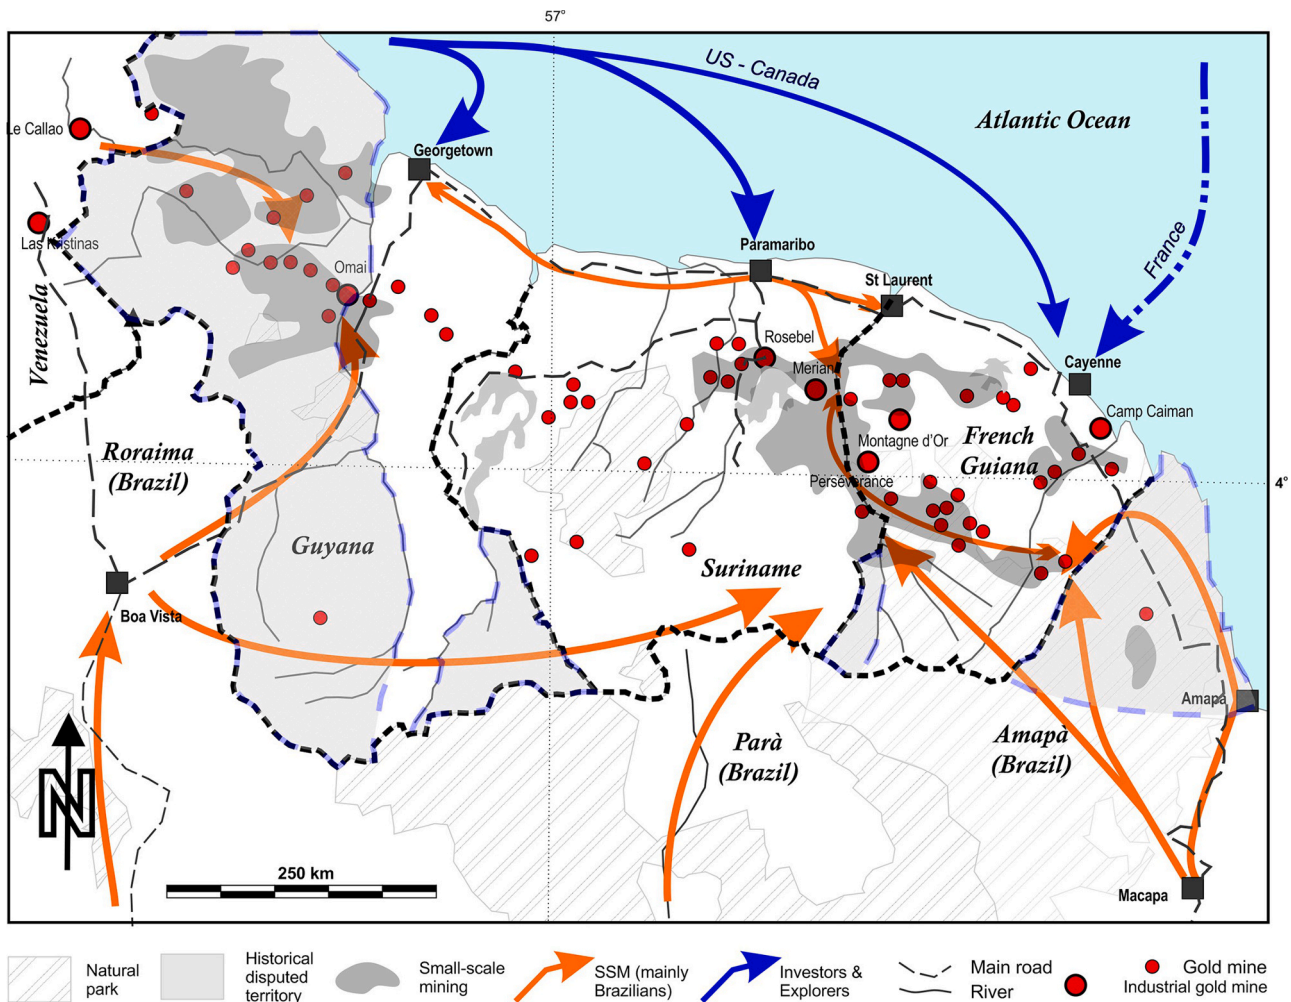 57°
US - Canada
Atlantic Ocean
France
Le Callao
Georgetown
Las Kristinas
Omai
Paramaribo
St Laurent
Venezuela
Rosebel
Merian
Cayenne
Camp Caiman
Montagne d'Or
French
Guiana
Roraima
(Brazil)
Persévérance
4°
Guyana
Suriname
Boa Vista
Amapa
Parà
(Brazil)
Amapà
(Brazil)
N
250 km
Macapa
Natural
park
Historical
disputed
territory
Small-scale
mining
SSM (mainly
Brazilians)
Investors &
Explorers
Main road
River
Gold mine
Industrial gold mine